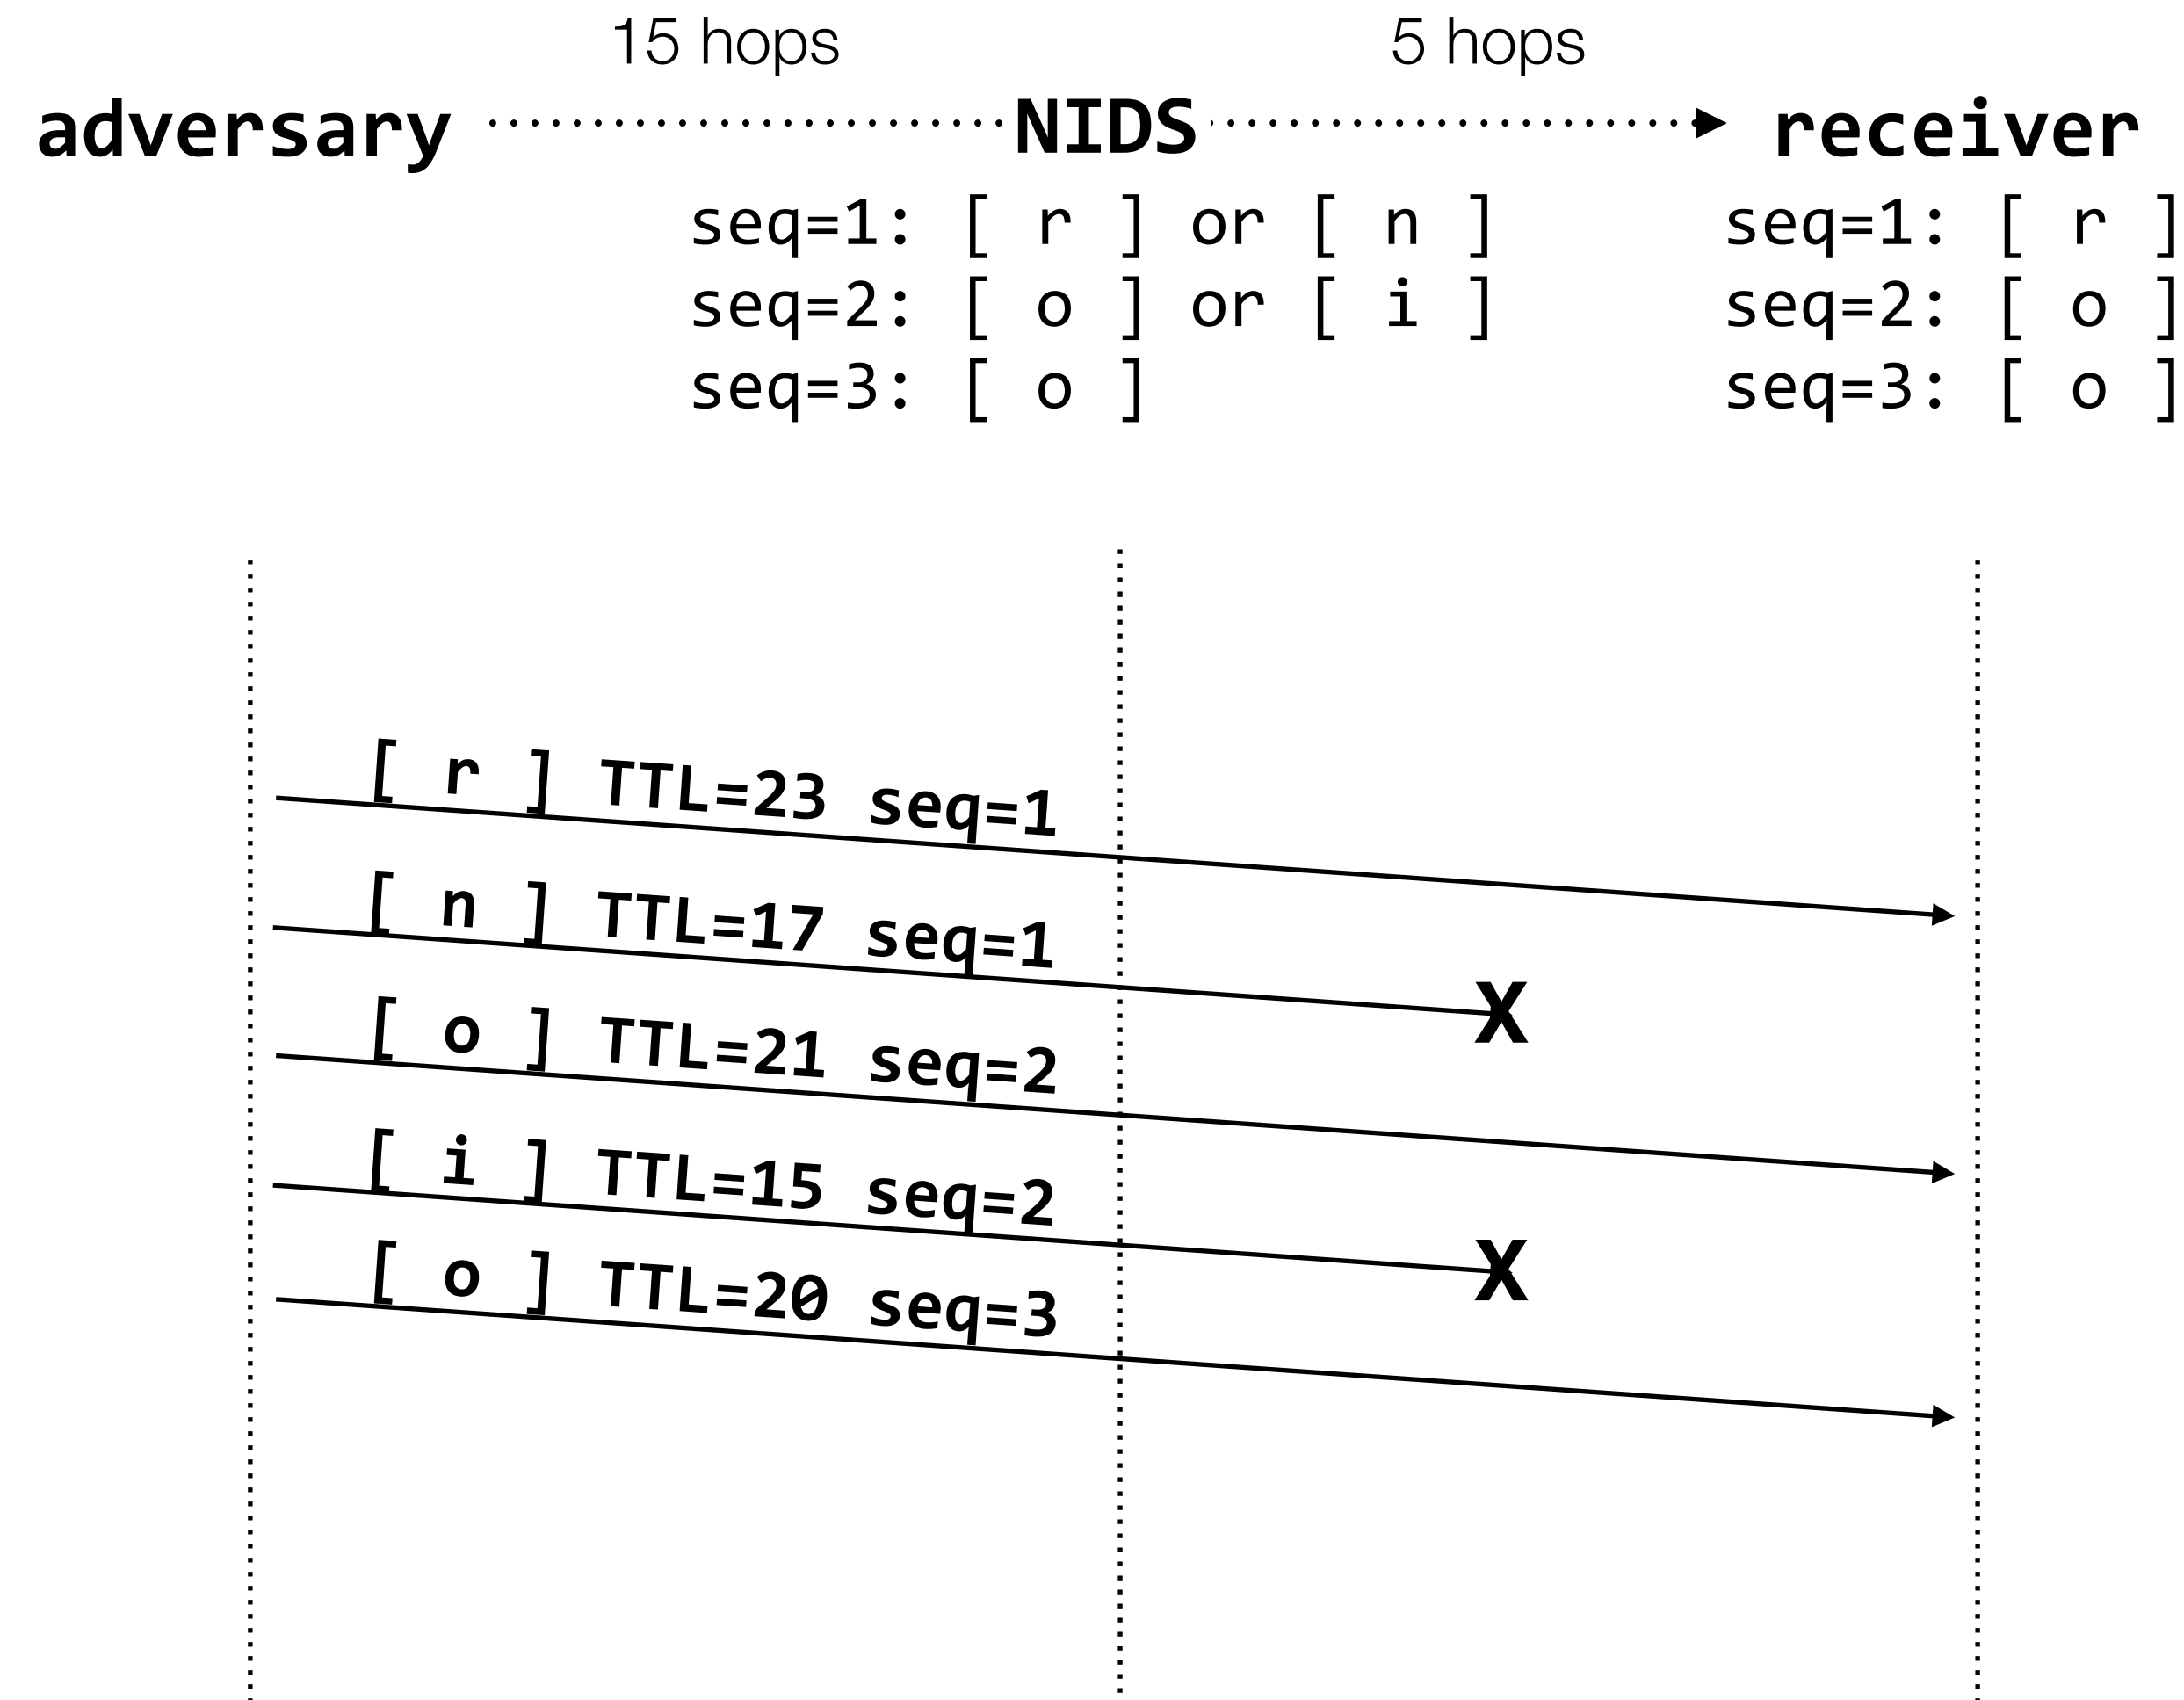 15 hops 5 hops
adversary NIDS receiver
seq=1: [ r ] or [ n ] seq=1: [ r ]
seq=2: [ o ] or [ i ] seq=2: [ o ]
seq=3: [ o ] seq=3: [ o ]
[ r ] TTL=23 seq=1
[ n ] TTL=17 seq=1
X
[ o ] TTL=21 seq=2
[ i ] TTL=15 seq=2
X
[ o ] TTL=20 seq=3